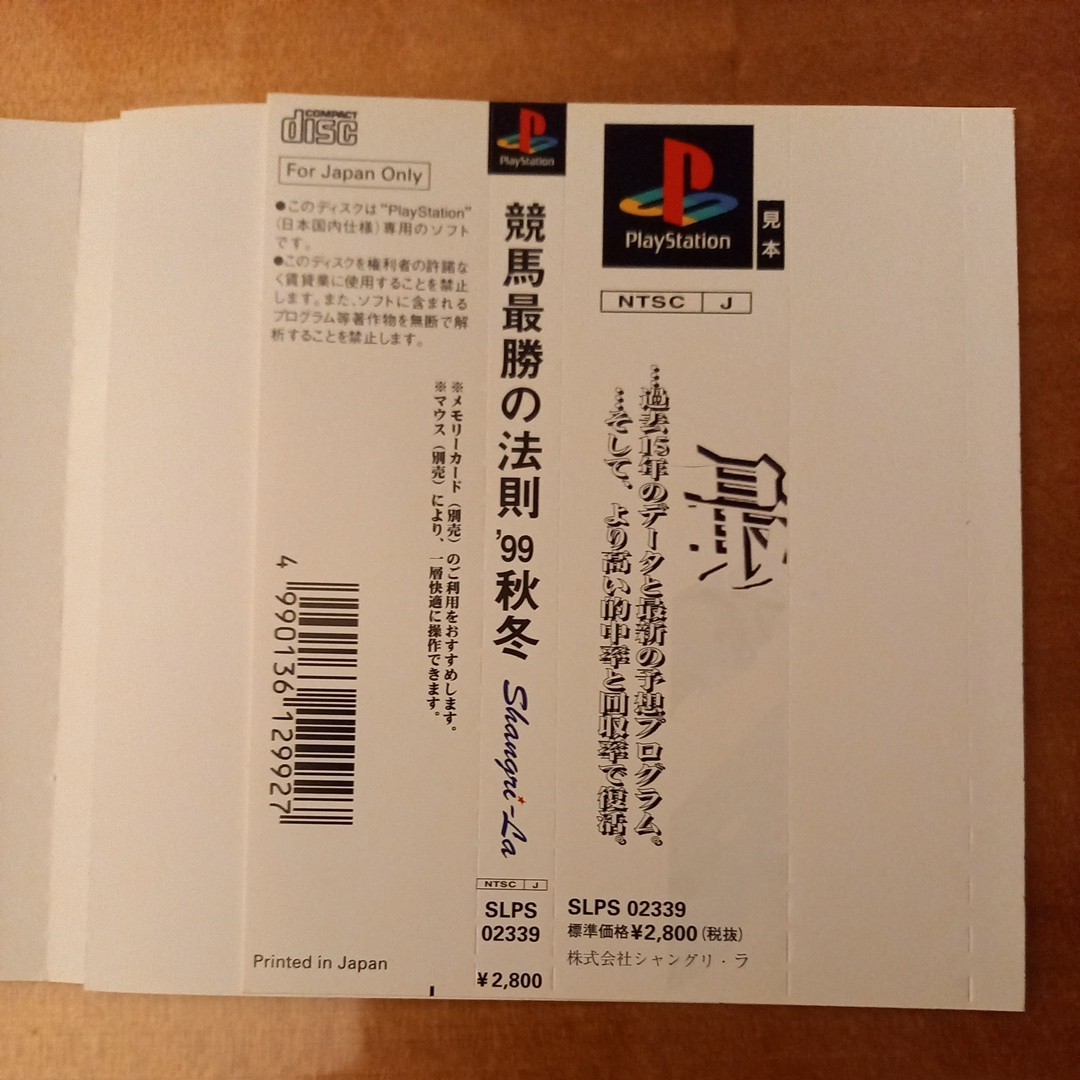 COMPACT
disc
For Japan Only
●このディスクは"PlayStation"
(日本国内仕様)専用のソフト
です。
●このディスクを権利者の許諾な
く賃貸業に使用することを禁止
します。また、ソフトに含まれる
プログラム等著作物を無断で解
析することを禁止します。
※メモリーカード(別売)のご利用をおすすめします。
※マウス(別売)により、一層快適に操作できます。
4 990136 129927
Printed in Japan
PlayStation
競馬最勝の法則 '99秋冬
Shangri-La
NTSC J
SLPS
02339
¥2,800
PlayStation
見本
NTSC J
…過去15年のデータと最新の予想プログラム。
…そして、より高い的中率と回収率で復活。
SLPS 02339
標準価格¥2,800(税抜)
株式会社シャングリ・ラ